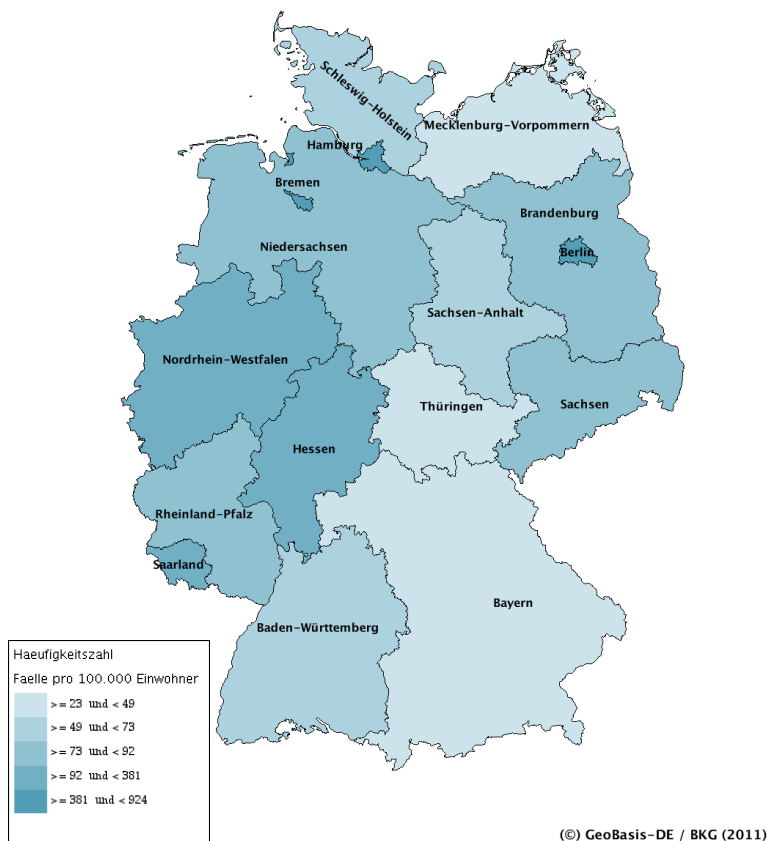 Schleswig-Holstein
Mecklenburg-Vorpommern
Hamburg
Bremen
Brandenburg
Niedersachsen
Berlin
Sachsen-Anhalt
Nordrhein-Westfalen
Thüringen
Sachsen
Hessen
Rheinland-Pfalz
Saarland
Bayern
Baden-Württemberg
Haeufigkeitszahl
Faelle pro 100.000 Einwohner
>= 23 und < 49
>= 49 und < 73
>= 73 und < 92
>= 92 und < 381
>= 381 und < 924
(©) GeoBasis-DE / BKG (2011)